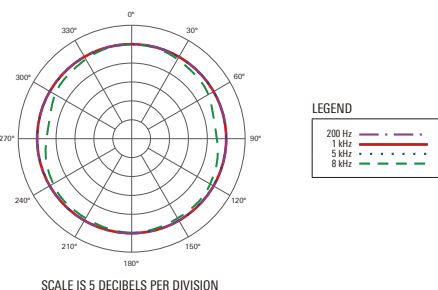 0°
330° 30°
300° 60°
270° 90°
240° 120°
210° 150°
180°
SCALE IS 5 DECIBELS PER DIVISION
LEGEND
200 Hz
1 kHz
5 kHz
8 kHz